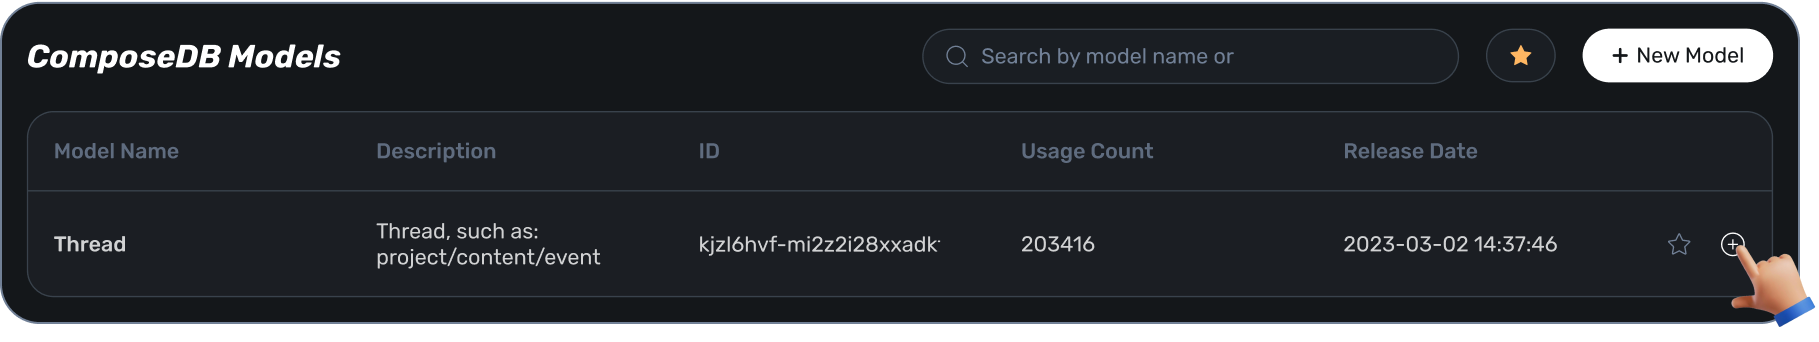 ComposeDB Models
Search by model name or
+ New Model
Model Name
Description
ID
Usage Count
Release Date
Thread
Thread, such as:
project/content/event
kjzl6hvf-mi2z2i28xxadk
203416
2023-03-02 14:37:46